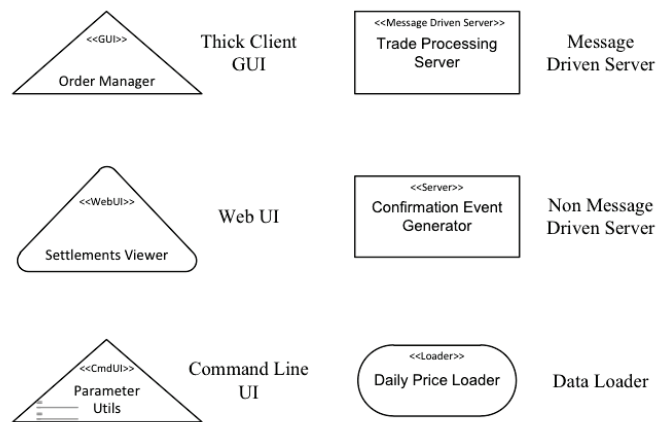 <<GUI>>
Order Manager
Thick Client
GUI
<<Message Driven Server>>
Trade Processing
Server
Message
Driven Server
<<WebUI>>
Settlements Viewer
Web UI
<<Server>>
Confirmation Event
Generator
Non Message
Driven Server
<<CmdUI>>
Parameter
Utils
Command Line
UI
<<Loader>>
Daily Price Loader
Data Loader